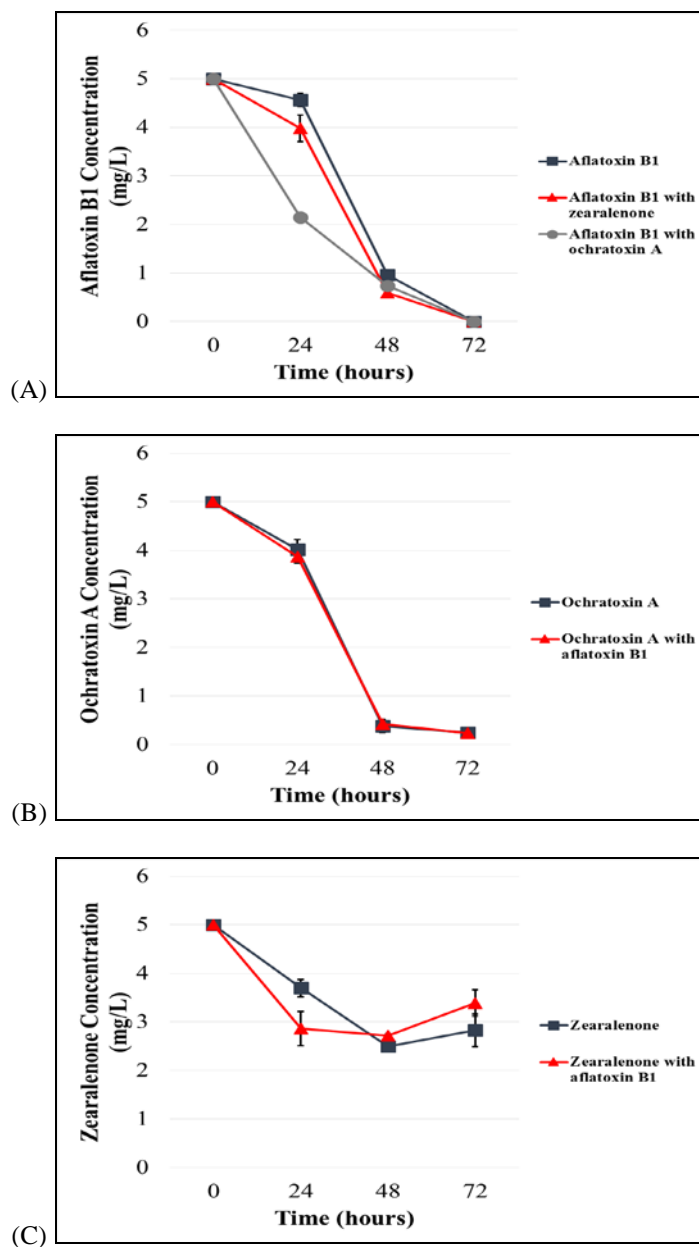 6
5
4
3
2
1
0
Aflatoxin B1 Concentration
(mg/L)
0 24 48 72
Time (hours)
Aflatoxin B1
Aflatoxin B1 with
zearalenone
Aflatoxin B1 with
ochratoxin A
(A)
6
5
4
3
2
1
0
Ochratoxin A Concentration
(mg/L)
0 24 48 72
Time (hours)
Ochratoxin A
Ochratoxin A with
aflatoxin B1
(B)
6
5
4
3
2
1
0
Zearalenone Concentration
(mg/L)
0 24 48 72
Time (hours)
Zearalenone
Zearalenone with
aflatoxin B1
(C)